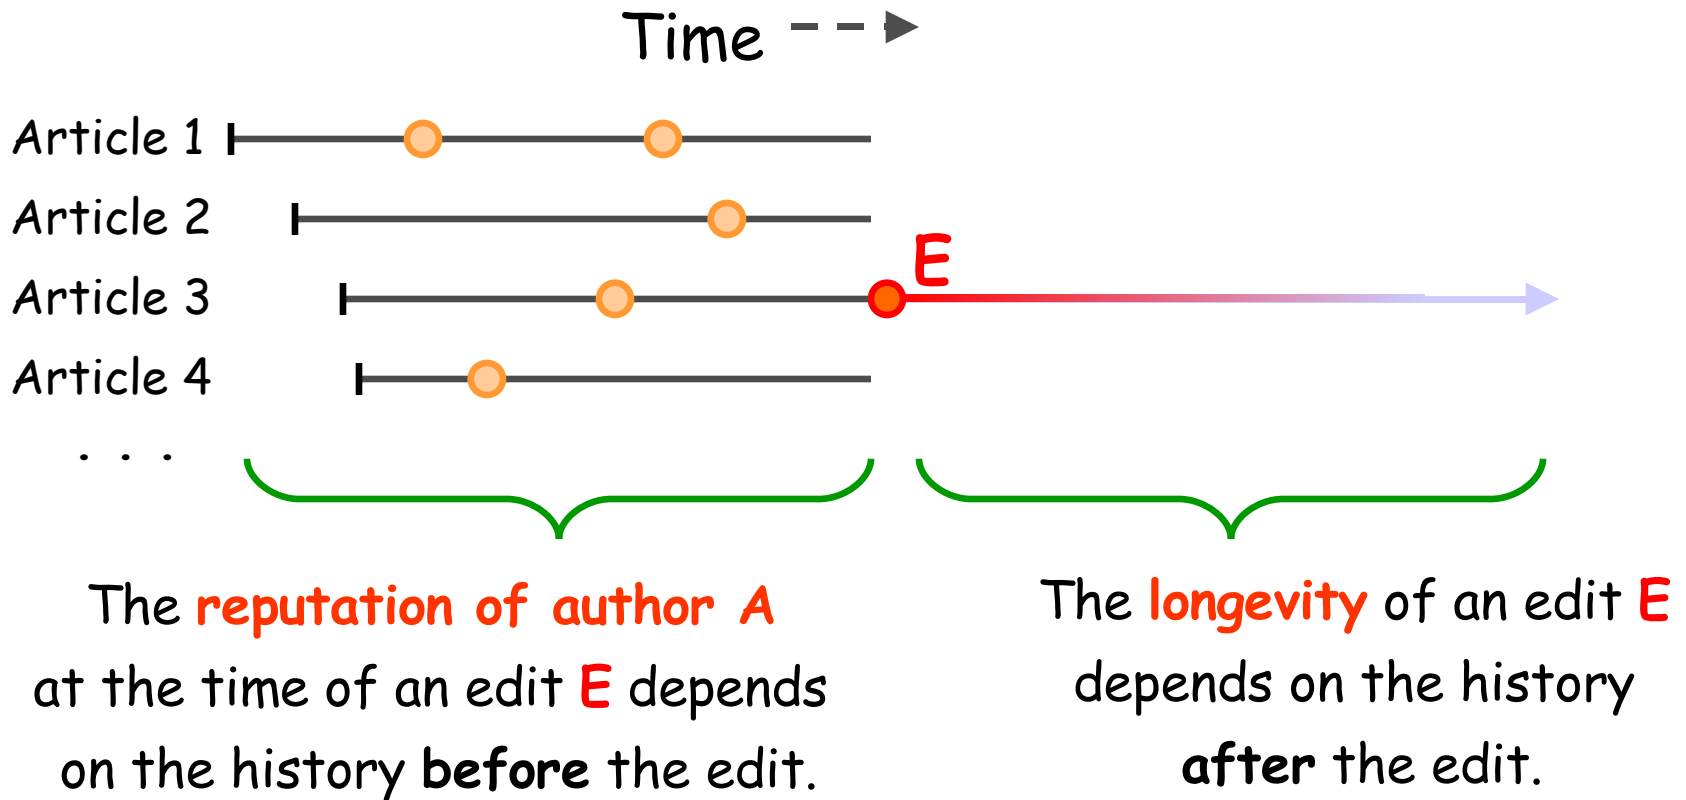 Time
Article 1
Article 2
E
Article 3
Article 4
. . .
The reputation of author A
at the time of an edit E depends
on the history before the edit.
The longevity of an edit E
depends on the history
after the edit.